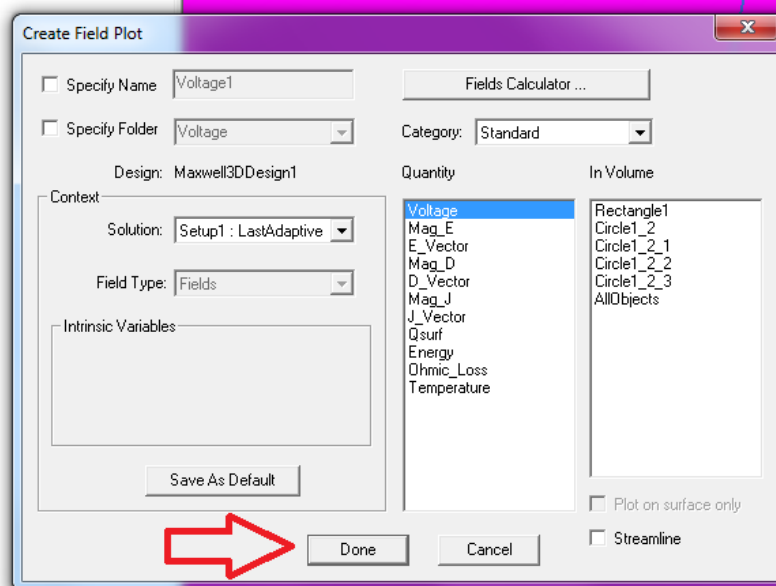 Create Field Plot
Specify Name
Voltage1
Fields Calculator ...
Specify Folder
Voltage
Category:
Standard
Design:
Maxwell3DDesign1
Quantity
In Volume
Context
Solution:
Setup1 : LastAdaptive
Field Type:
Fields
Intrinsic Variables
Save As Default
Voltage
Mag_E
E_Vector
Mag_D
D_Vector
Mag_J
J_Vector
Qsurf
Energy
Ohmic_Loss
Temperature
Rectangle1
Circle1_2
Circle1_2_1
Circle1_2_2
Circle1_2_3
AllObjects
Plot on surface only
Streamline
Done
Cancel